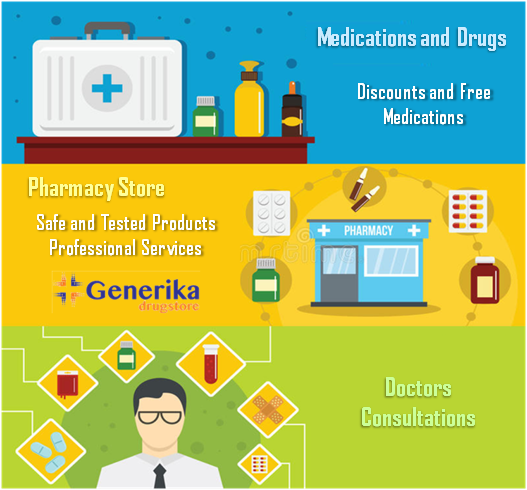 Medications and Drugs
Discounts and Free
Medications
Pharmacy Store
Safe and Tested Products
Professional Services
Generika
drugstore
PHARMACY
Doctors
Consultations